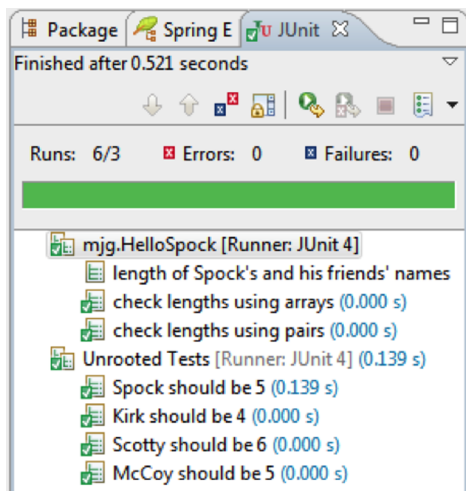 Package Spring E JUnit
Finished after 0.521 seconds
Runs: 6/3 Errors: 0 Failures: 0
mjg.HelloSpock [Runner: JUnit 4]
length of Spock's and his friends' names
check lengths using arrays (0.000 s)
check lengths using pairs (0.000 s)
Unrooted Tests [Runner: JUnit 4] (0.139 s)
Spock should be 5 (0.139 s)
Kirk should be 4 (0.000 s)
Scotty should be 6 (0.000 s)
McCoy should be 5 (0.000 s)